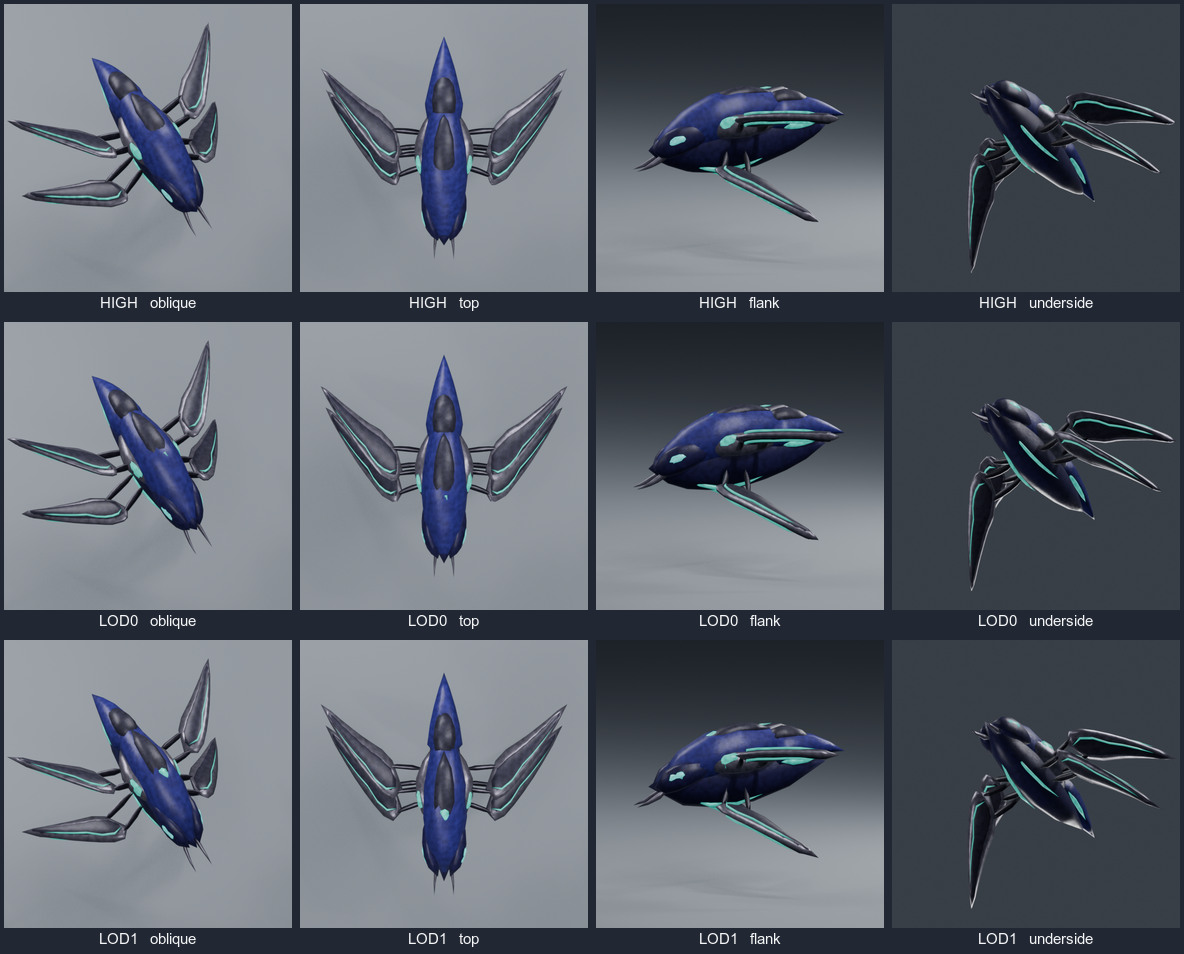 HIGH oblique
HIGH top
HIGH flank
HIGH underside
LOD0 oblique
LOD0 top
LOD0 flank
LOD0 underside
LOD1 oblique
LOD1 top
LOD1 flank
LOD1 underside